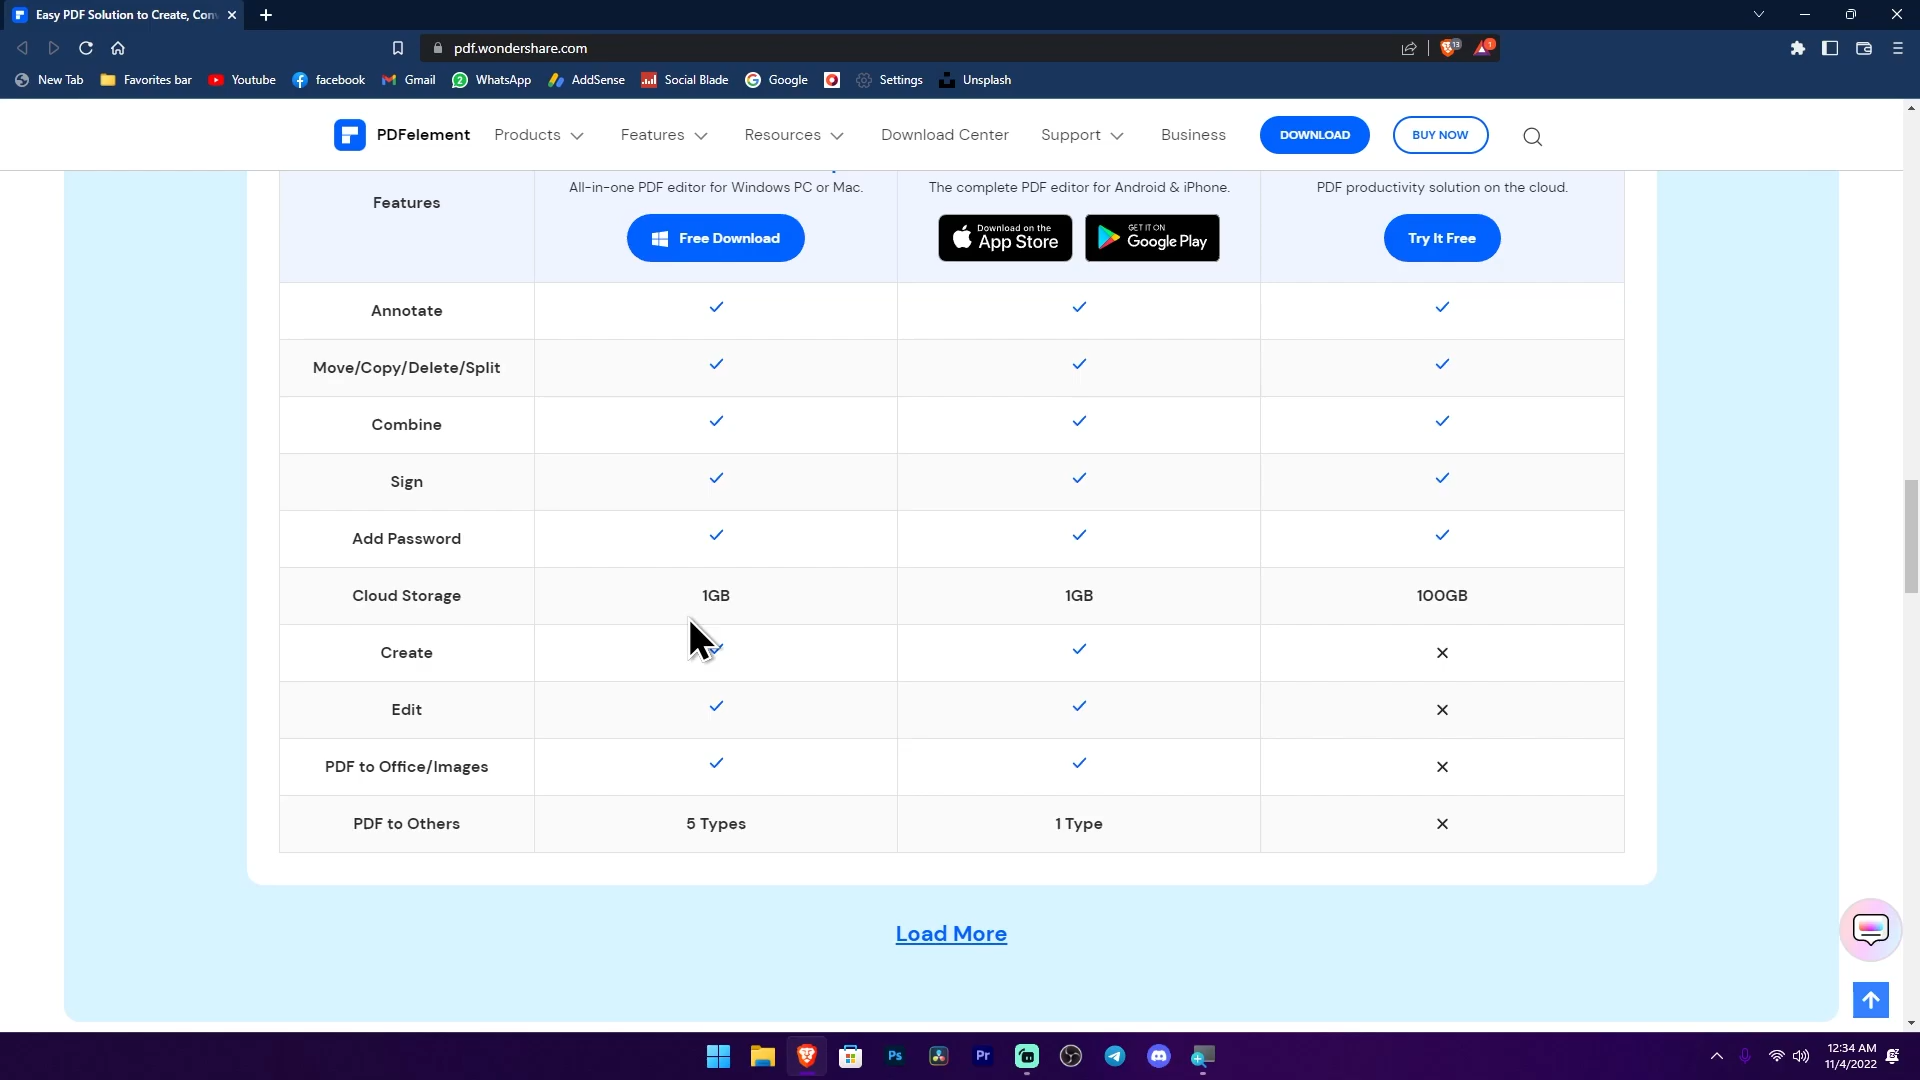 Easy PDF Solution to Create, Con
pdf.wondershare.com
13
1
New Tab
Favorites bar
Youtube
facebook
Gmail
2
WhatsApp
AddSense
Social Blade
Google
Settings
Unsplash
PDFelement
Products
Features
Resources
Download Center
Support
Business
DOWNLOAD
BUY NOW
Features
All-in-one PDF editor for Windows PC or Mac.
Free Download
The complete PDF editor for Android & iPhone.
Download on the
App Store
GET IT ON
Google Play
PDF productivity solution on the cloud.
Try It Free
Annotate
Move/Copy/Delete/Split
Combine
Sign
Add Password
Cloud Storage 1GB 1GB 100GB
Create
Edit
PDF to Office/Images
PDF to Others 5 Types 1 Type
Load More
Ps
Pr
12:34 AM
11/4/2022